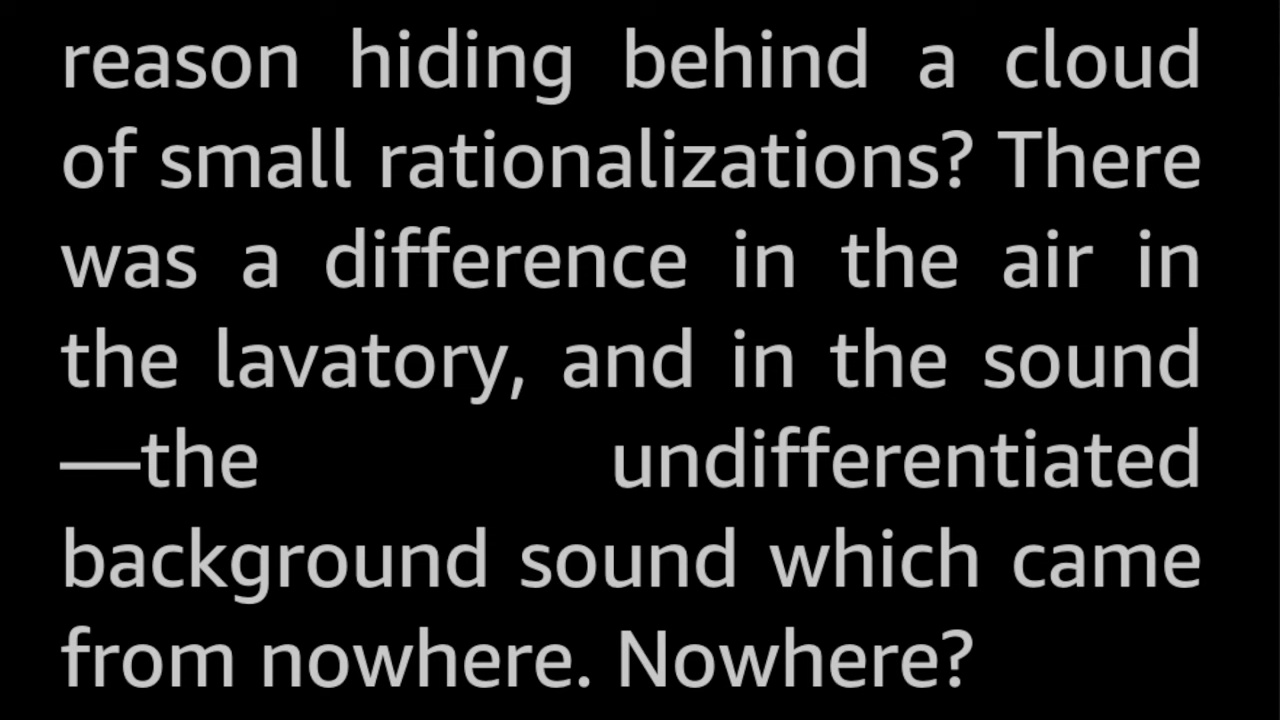 reason hiding behind a cloud
of small rationalizations? There
was a difference in the air in
the lavatory, and in the sound
—the undifferentiated
background sound which came
from nowhere. Nowhere?